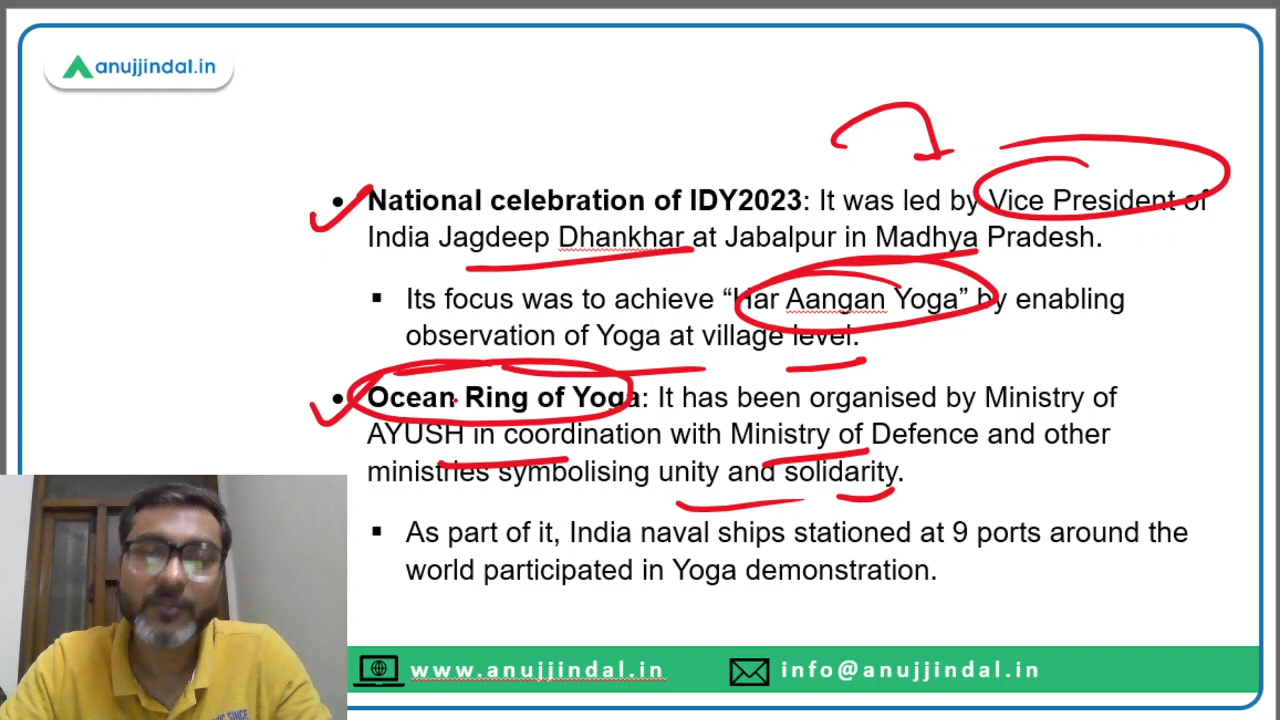 anujjindal.in
• National celebration of IDY2023: It was led by Vice President of
India Jagdeep Dhankhar at Jabalpur in Madhya Pradesh.
▪ Its focus was to achieve “Har Aangan Yoga” by enabling
observation of Yoga at village level.
• Ocean Ring of Yoga: It has been organised by Ministry of
AYUSH in coordination with Ministry of Defence and other
ministries symbolising unity and solidarity.
▪ As part of it, India naval ships stationed at 9 ports around the
world participated in Yoga demonstration.
www.anujjindal.in info@anujjindal.in